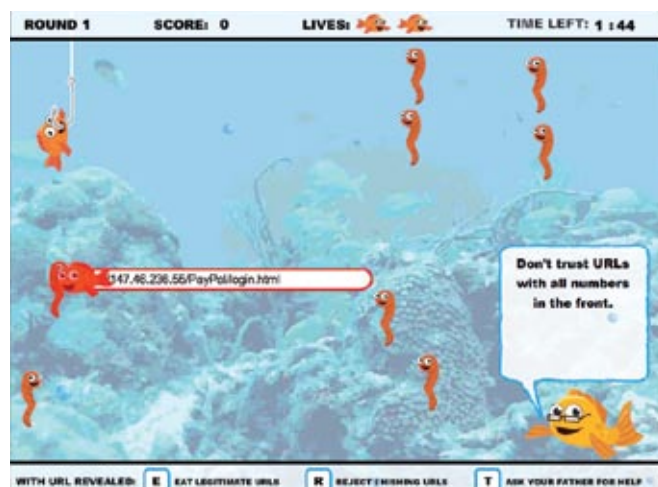 ROUND 1 SCORE: 0 LIVES: TIME LEFT: 1:44
147.46.236.55/PayPal/login.html
Don't trust URLs
with all numbers
in the front.
WITH URL REVEALED: E EAT LEGITIMATE URLS R REJECT PHISHING URLS T ASK YOUR FATHER FOR HELP